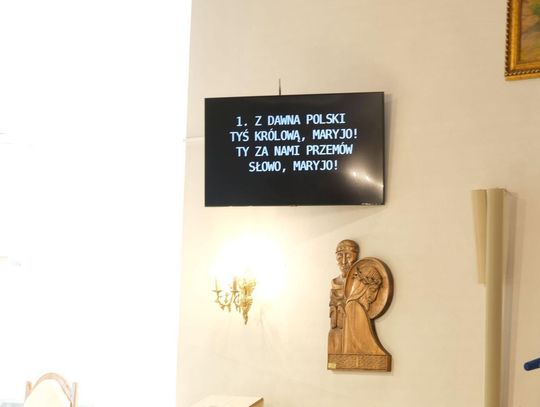 1. Z DAWNA POLSKI
TYŚ KRÓLOWĄ, MARYJO!
TY ZA NAMI PRZEMÓW
SŁOWO, MARYJO!